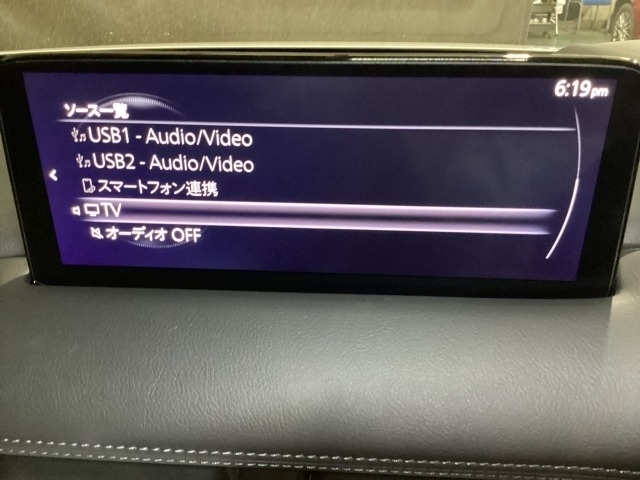 6:19pm
ソース一覧
USB1 - Audio/Video
USB2 - Audio/Video
スマートフォン連携
TV
オーディオ OFF